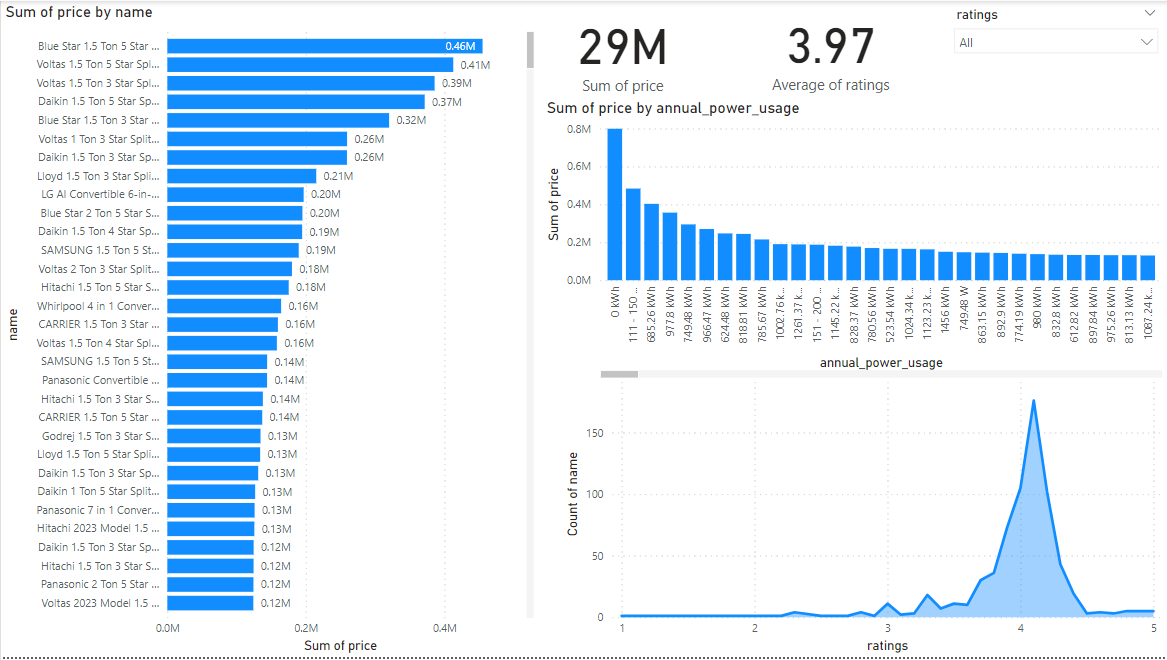 Sum of price by name
Blue Star 1.5 Ton 5 Star ... 0.46M
Voltas 1.5 Ton 5 Star Spl... 0.41M
Voltas 1.5 Ton 3 Star Spl... 0.39M
Daikin 1.5 Ton 5 Star Sp... 0.37M
Blue Star 1.5 Ton 3 Star ... 0.32M
Voltas 1 Ton 3 Star Split... 0.26M
Daikin 1.5 Ton 3 Star Sp... 0.26M
Lloyd 1.5 Ton 3 Star Spli... 0.21M
LG AI Convertible 6-in-... 0.20M
Blue Star 2 Ton 5 Star S... 0.20M
Daikin 1.5 Ton 4 Star Sp... 0.19M
SAMSUNG 1.5 Ton 5 St... 0.19M
Voltas 2 Ton 3 Star Split... 0.18M
Hitachi 1.5 Ton 5 Star S... 0.18M
Whirlpool 4 in 1 Conver... 0.16M
CARRIER 1.5 Ton 3 Star ... 0.16M
Voltas 1.5 Ton 4 Star Spl... 0.16M
SAMSUNG 1.5 Ton 5 St... 0.14M
Panasonic Convertible ... 0.14M
Hitachi 1.5 Ton 3 Star S... 0.14M
CARRIER 1.5 Ton 5 Star ... 0.14M
Godrej 1.5 Ton 3 Star S... 0.13M
Lloyd 1.5 Ton 5 Star Spli... 0.13M
Daikin 1.5 Ton 3 Star Sp... 0.13M
Daikin 1 Ton 5 Star Split... 0.13M
Panasonic 7 in 1 Conver... 0.13M
Hitachi 2023 Model 1.5 ... 0.13M
Daikin 1.5 Ton 3 Star Sp... 0.12M
Hitachi 1.5 Ton 3 Star S... 0.12M
Panasonic 2 Ton 5 Star ... 0.12M
Voltas 2023 Model 1.5 ... 0.12M
name
0.0M 0.2M 0.4M
Sum of price
29M
Sum of price
3.97
Average of ratings
ratings
All
Sum of price by annual_power_usage
Sum of price
0.8M
0.6M
0.4M
0.2M
0.0M
0 kWh
111 - 150 ...
685.26 kWh
977.8 kWh
749.48 kWh
966.47 kWh
624.48 kWh
818.81 kWh
785.67 kWh
1002.76 k...
1261.37 k...
151 - 200 ...
1145.22 k...
828.37 kWh
780.56 kWh
523.54 kWh
1024.34 k...
1123.23 k...
1456 kWh
749.48 W
863.15 kWh
892.9 kWh
774.19 kWh
980 kWh
832.8 kWh
612.82 kWh
897.84 kWh
975.26 kWh
813.13 kWh
1087.24 k...
annual_power_usage
Count of name
150
100
50
0
1 2 3 4 5
ratings